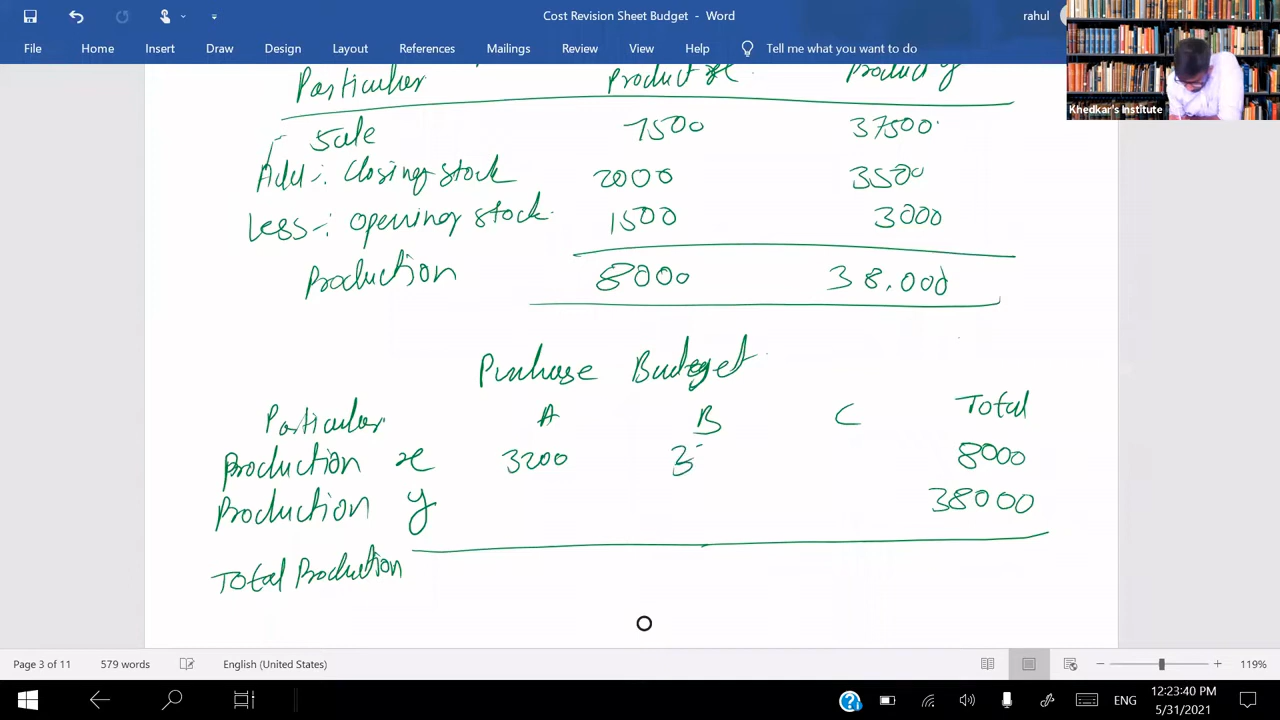 Cost Revision Sheet Budget - Word
rahul
File Home Insert Draw Design Layout References Mailings Review View Help Tell me what you want to do
Khedkar's Institute
Particular Product x Product y
Sale 7500 37500
Add -: Closing stock 2000 3500
Less -: opening stock 1500 3000
Production 8000 38,000
Purchase Budget
Particular A B C Total
Production x 3200 3 8000
Production y 38000
Total Production
Page 3 of 11 579 words English (United States) 119%
ENG 12:23:40 PM
5/31/2021